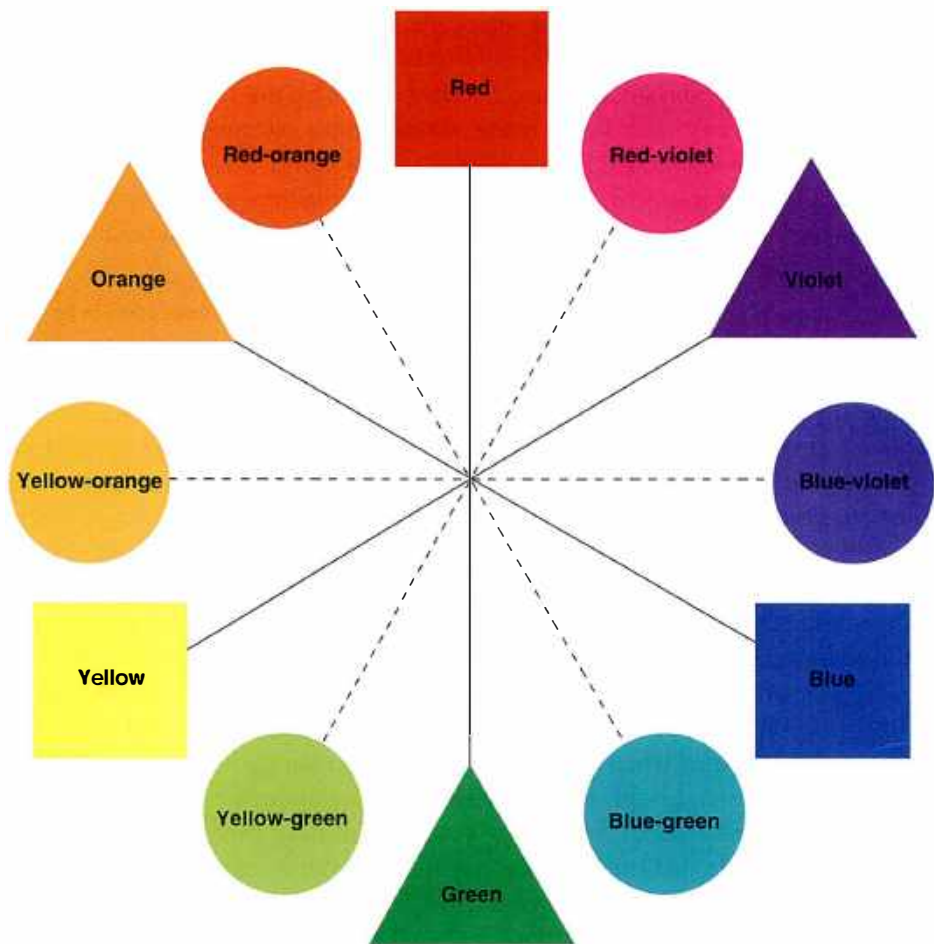 Red
Red-orange
Red-violet
Orange
Violet
Yellow-orange
Blue-violet
Yellow
Blue
Yellow-green
Blue-green
Green